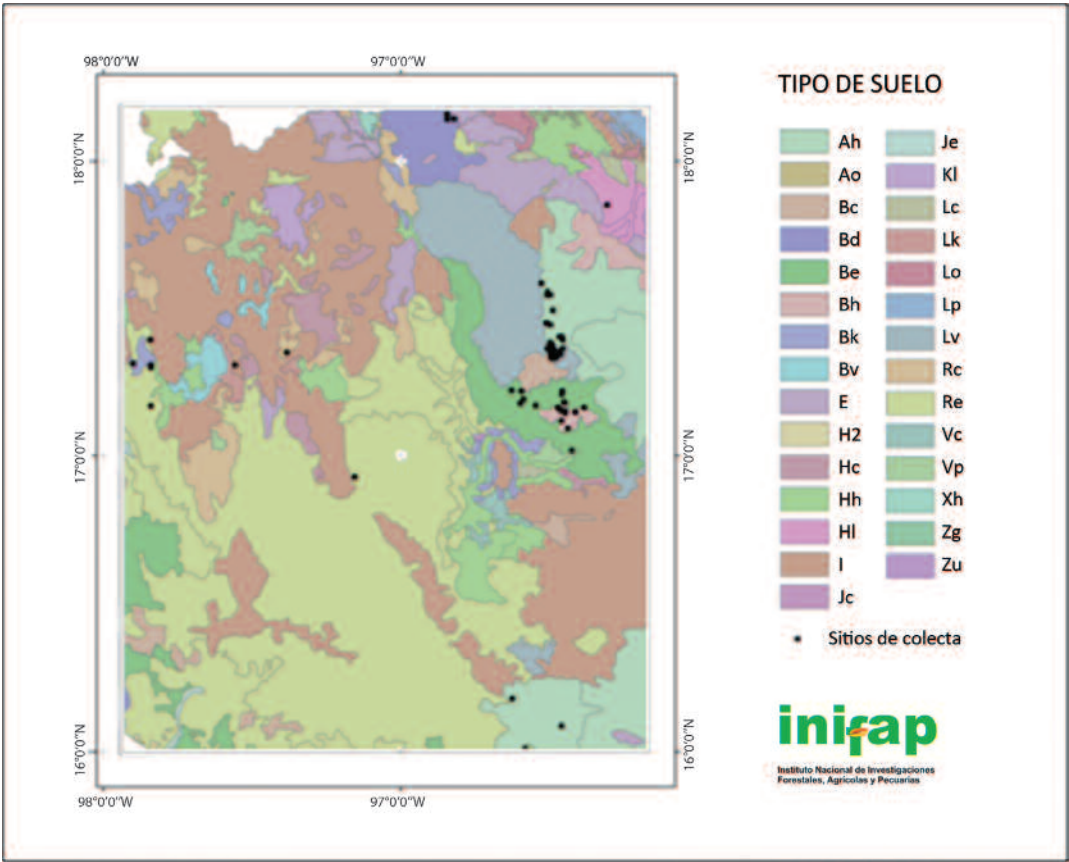 98°0'0''W 97°0'0''W
18°0'0''N 18°0'0''N
17°0'0''N 17°0'0''N
16°0'0''N 16°0'0''N
98°0'0''W 97°0'0''W
TIPO DE SUELO
Ah Je
Ao Kl
Bc Lc
Bd Lk
Be Lo
Bh Lp
Bk Lv
Bv Rc
E Re
H2 Vc
Hc Vp
Hh Xh
Hl Zg
I Zu
Jc
Sitios de colecta
inifap
Instituto Nacional de Investigaciones
Forestales, Agrícolas y Pecuarias